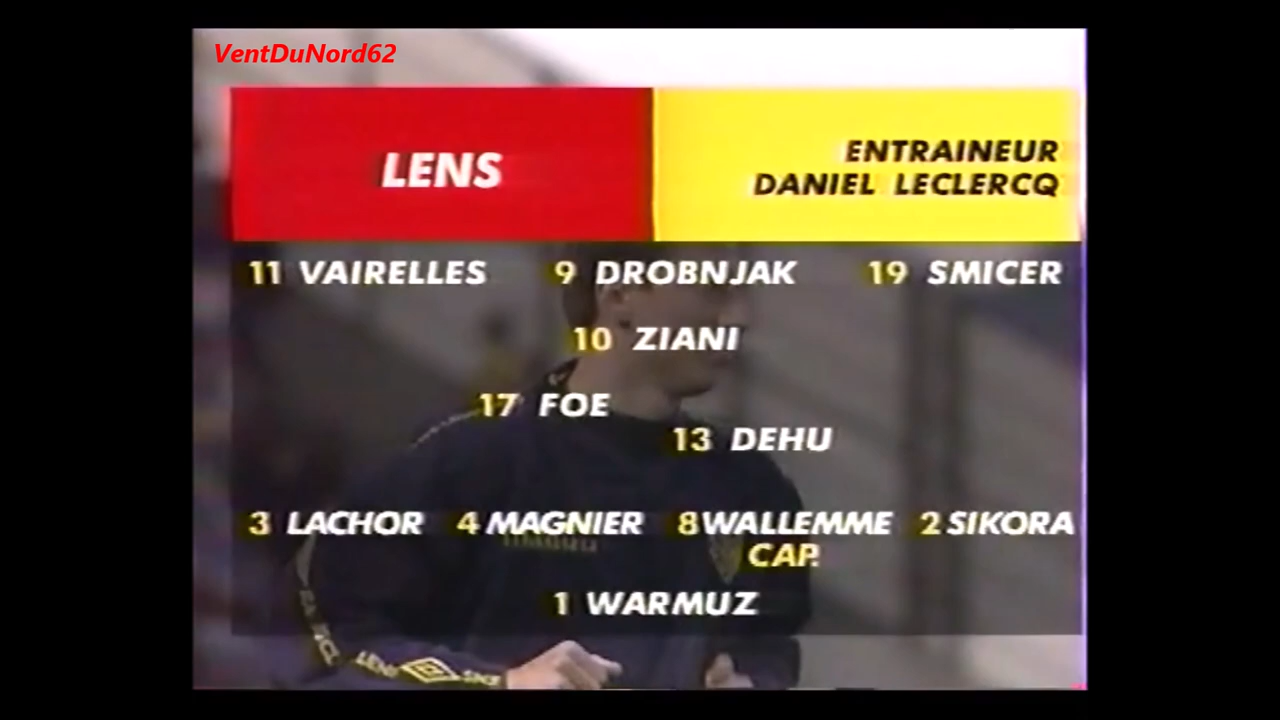 VentDuNord62
LENS
ENTRAINEUR
DANIEL LECLERCQ
11 VAIRELLES 9 DROBNJAK 19 SMICER
10 ZIANI
17 FOE
13 DEHU
3 LACHOR 4 MAGNIER 8 WALLEMME 2 SIKORA
CAP.
1 WARMUZ
LENS